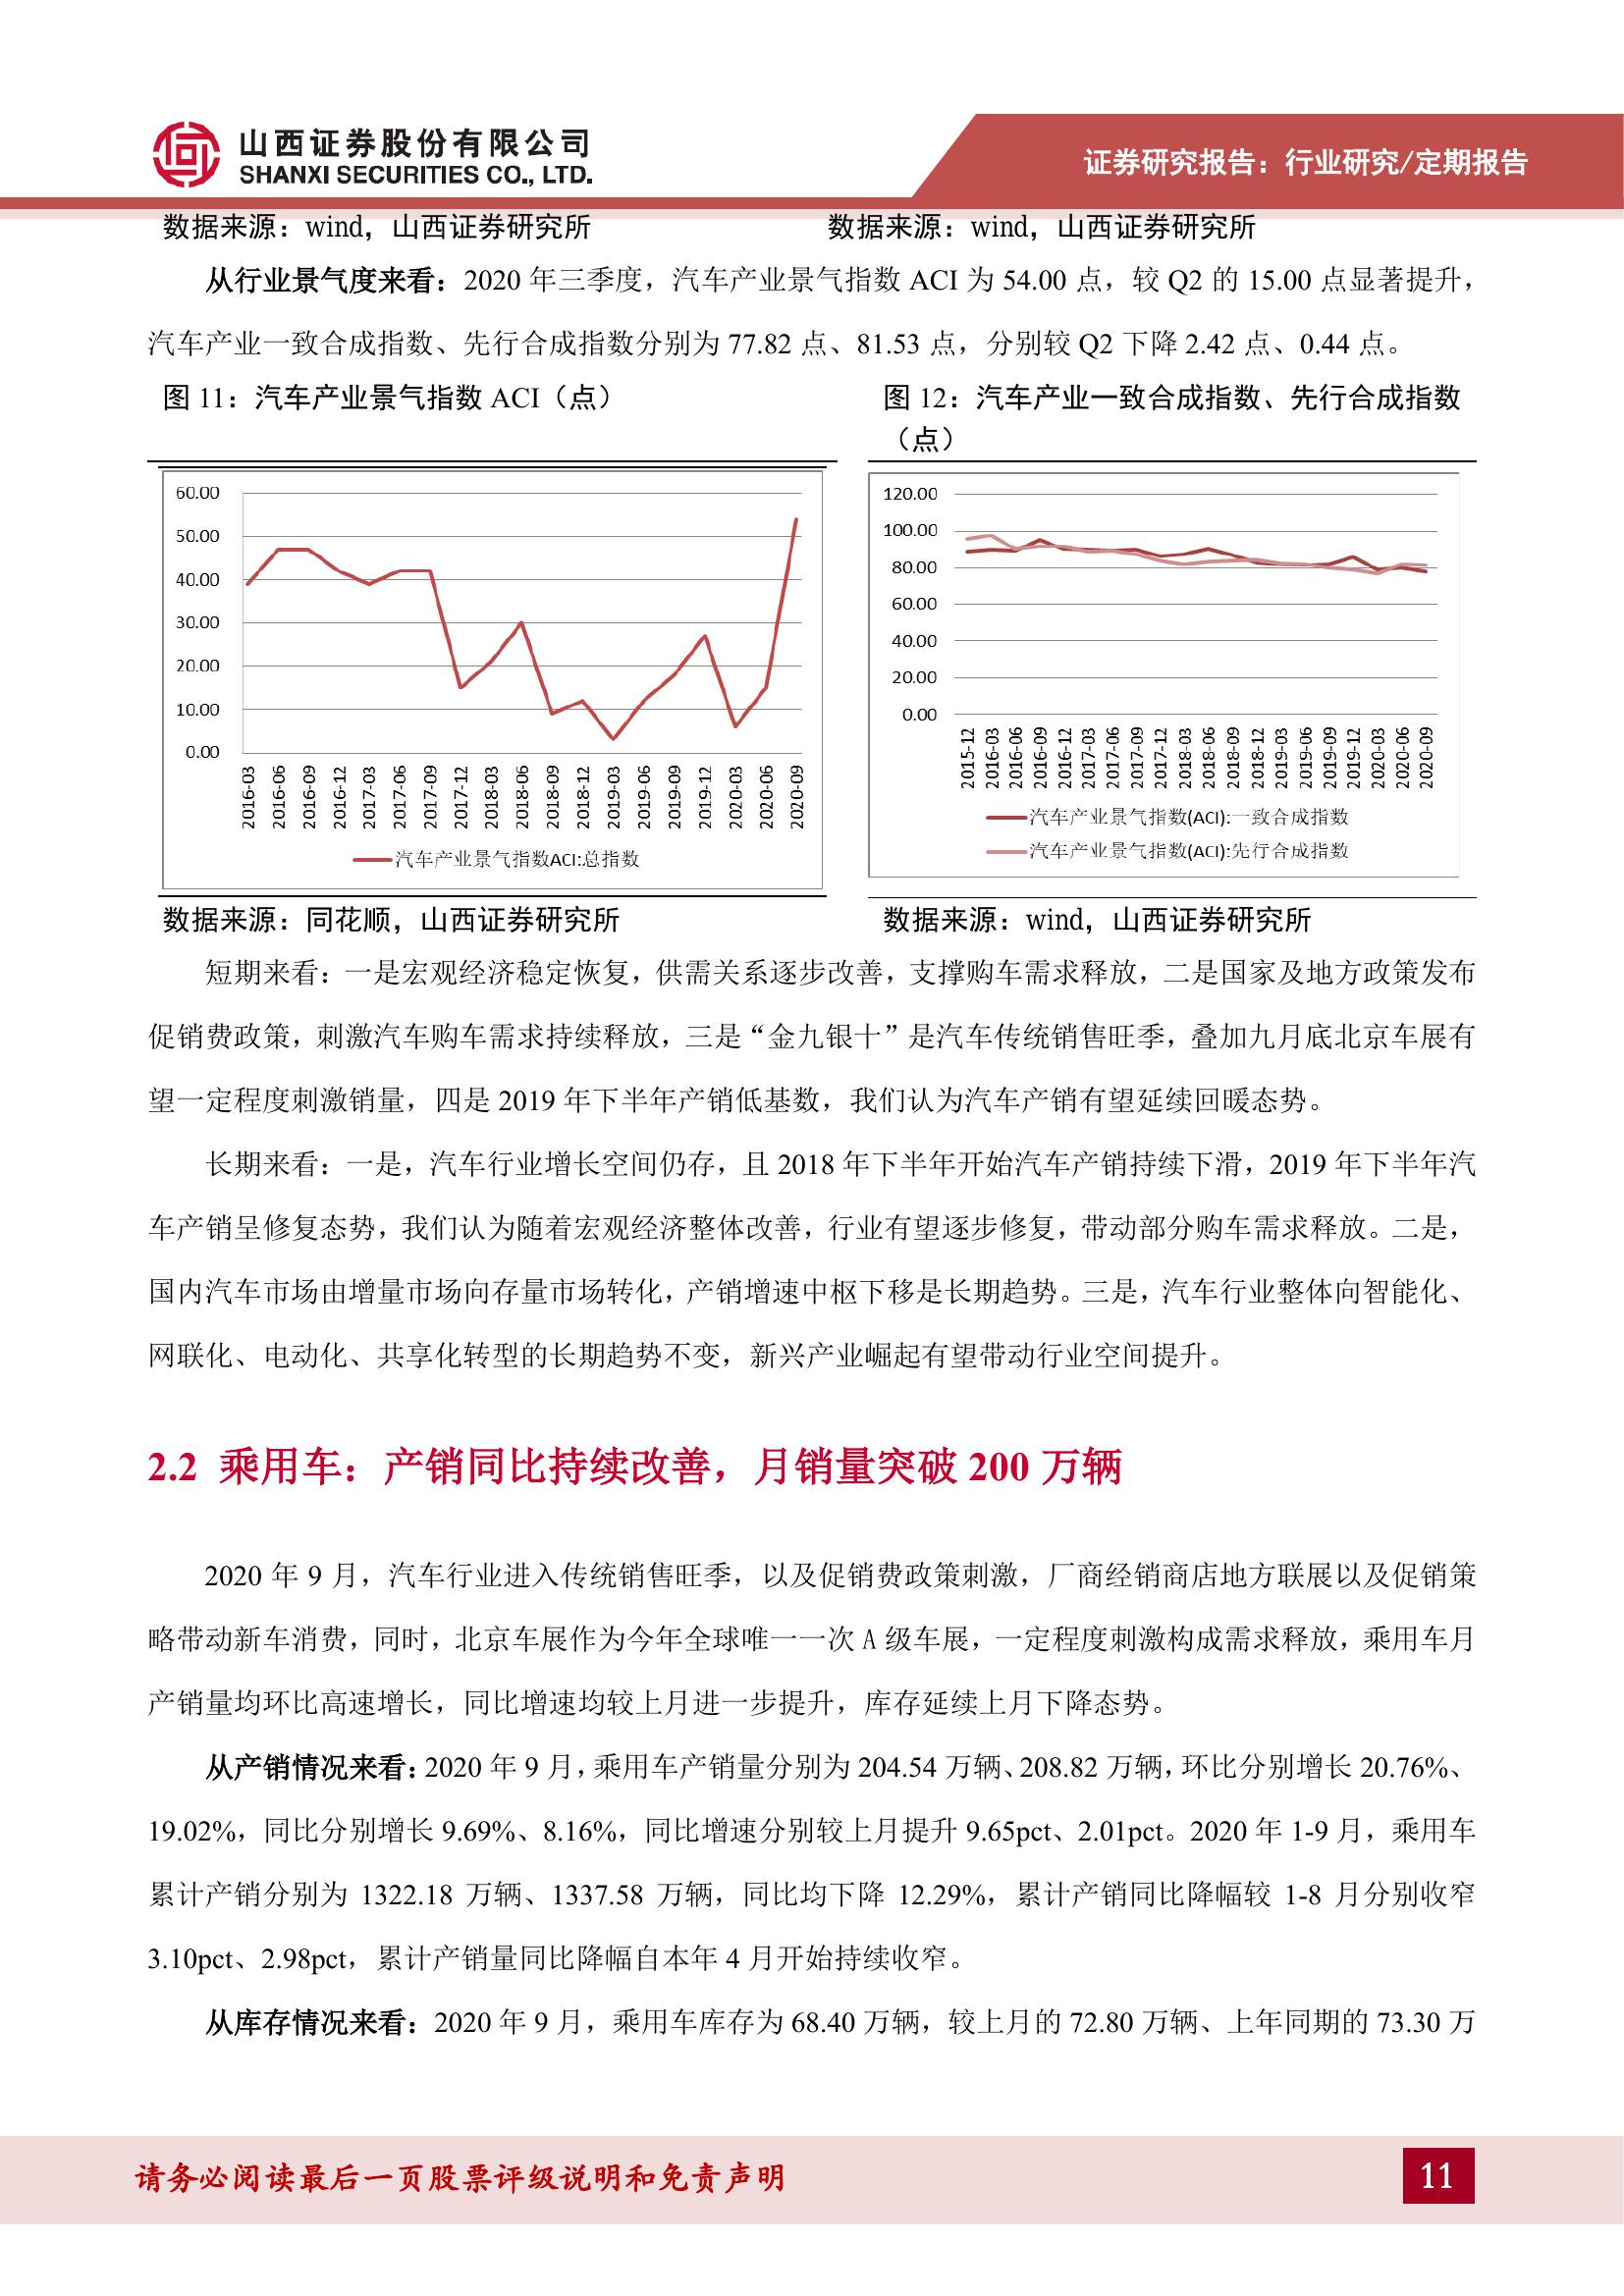 山西证券股份有限公司
SHANXI SECURITIES CO., LTD.
证券研究报告：行业研究/定期报告
数据来源：wind，山西证券研究所
数据来源：wind，山西证券研究所
从行业景气度来看：2020 年三季度，汽车产业景气指数 ACI 为 54.00 点，较 Q2 的 15.00 点显著提升，
汽车产业一致合成指数、先行合成指数分别为 77.82 点、81.53 点，分别较 Q2 下降 2.42 点、0.44 点。
图 11：汽车产业景气指数 ACI（点）
60.00
50.00
40.00
30.00
20.00
10.00
0.00
2016-03
2016-06
2016-09
2016-12
2017-03
2017-06
2017-09
2017-12
2018-03
2018-06
2018-09
2018-12
2019-03
2019-06
2019-09
2019-12
2020-03
2020-06
2020-09
汽车产业景气指数ACI:总指数
数据来源：同花顺，山西证券研究所
图 12：汽车产业一致合成指数、先行合成指数
（点）
120.00
100.00
80.00
60.00
40.00
20.00
0.00
2015-12
2016-03
2016-06
2016-09
2016-12
2017-03
2017-06
2017-09
2017-12
2018-03
2018-06
2018-09
2018-12
2019-03
2019-06
2019-09
2019-12
2020-03
2020-06
2020-09
汽车产业景气指数(ACI):一致合成指数
汽车产业景气指数(ACI):先行合成指数
数据来源：wind，山西证券研究所
短期来看：一是宏观经济稳定恢复，供需关系逐步改善，支撑购车需求释放，二是国家及地方政策发布
促销费政策，刺激汽车购车需求持续释放，三是“金九银十”是汽车传统销售旺季，叠加九月底北京车展有
望一定程度刺激销量，四是 2019 年下半年产销低基数，我们认为汽车产销有望延续回暖态势。
长期来看：一是，汽车行业增长空间仍存，且 2018 年下半年开始汽车产销持续下滑，2019 年下半年汽
车产销呈修复态势，我们认为随着宏观经济整体改善，行业有望逐步修复，带动部分购车需求释放。二是，
国内汽车市场由增量市场向存量市场转化，产销增速中枢下移是长期趋势。三是，汽车行业整体向智能化、
网联化、电动化、共享化转型的长期趋势不变，新兴产业崛起有望带动行业空间提升。
2.2 乘用车：产销同比持续改善，月销量突破 200 万辆
2020 年 9 月，汽车行业进入传统销售旺季，以及促销费政策刺激，厂商经销商店地方联展以及促销策
略带动新车消费，同时，北京车展作为今年全球唯一一次 A 级车展，一定程度刺激构成需求释放，乘用车月
产销量均环比高速增长，同比增速均较上月进一步提升，库存延续上月下降态势。
从产销情况来看：2020 年 9 月，乘用车产销量分别为 204.54 万辆、208.82 万辆，环比分别增长 20.76%、
19.02%，同比分别增长 9.69%、8.16%，同比增速分别较上月提升 9.65pct、2.01pct。2020 年 1-9 月，乘用车
累计产销分别为 1322.18 万辆、1337.58 万辆，同比均下降 12.29%，累计产销同比降幅较 1-8 月分别收窄
3.10pct、2.98pct，累计产销量同比降幅自本年 4 月开始持续收窄。
从库存情况来看：2020 年 9 月，乘用车库存为 68.40 万辆，较上月的 72.80 万辆、上年同期的 73.30 万
请务必阅读最后一页股票评级说明和免责声明
11